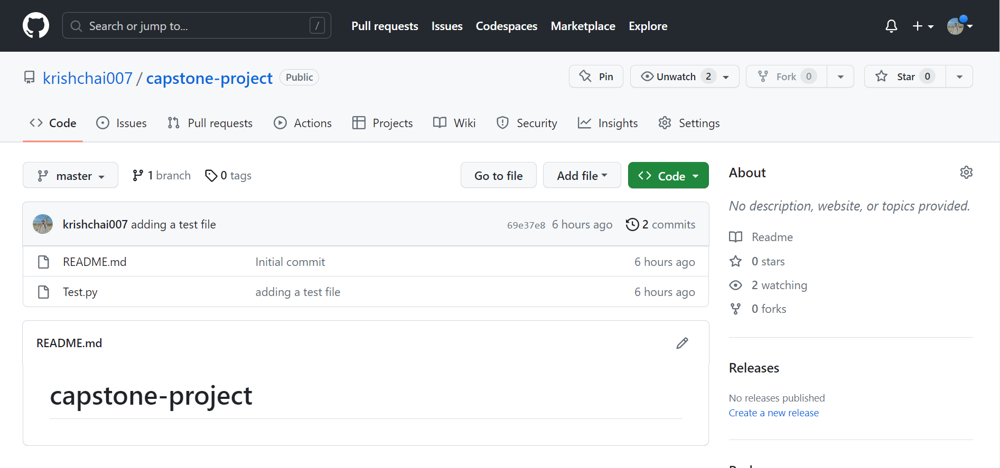 Search or jump to... / Pull requests Issues Codespaces Marketplace Explore
krishchai007 / capstone-project Public Pin Unwatch 2 Fork 0 Star 0
Code Issues Pull requests Actions Projects Wiki Security Insights Settings
master 1 branch 0 tags Go to file Add file Code
krishchai007 adding a test file 69e37e8 6 hours ago 2 commits
README.md Initial commit 6 hours ago
Test.py adding a test file 6 hours ago
README.md
capstone-project
About
No description, website, or topics provided.
Readme
0 stars
2 watching
0 forks
Releases
No releases published
Create a new release